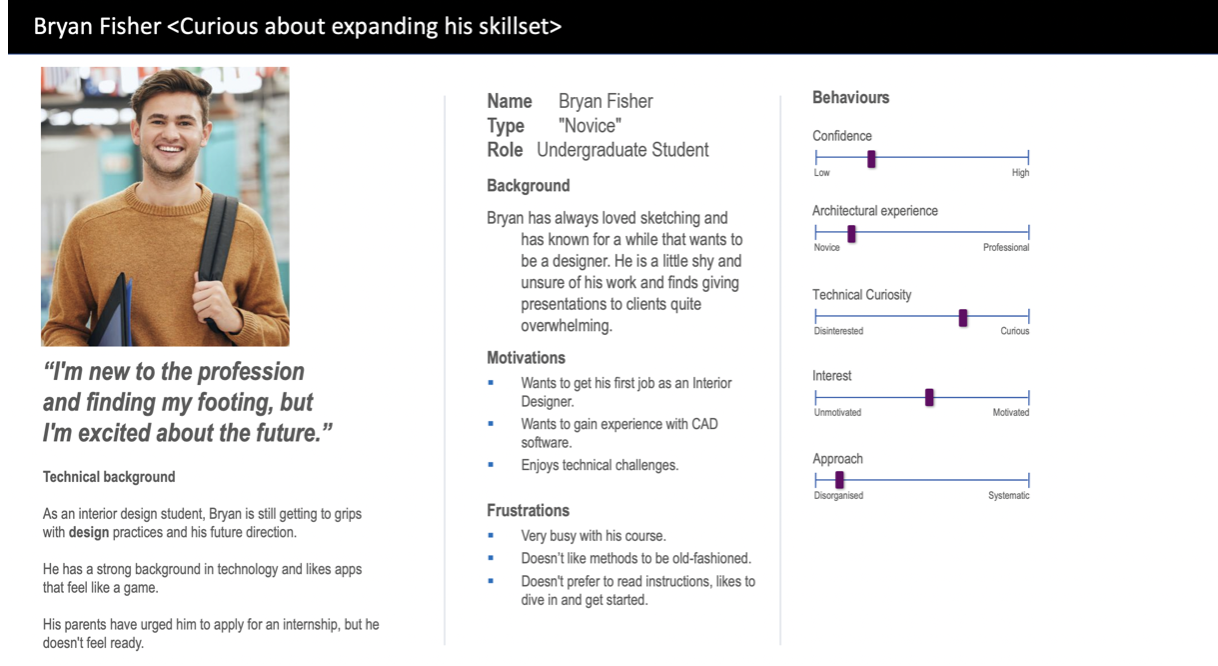 Bryan Fisher <Curious about expanding his skillset>
“I'm new to the profession
and finding my footing, but
I'm excited about the future.”
Technical background
As an interior design student, Bryan is still getting to grips
with design practices and his future direction.
He has a strong background in technology and likes apps
that feel like a game.
His parents have urged him to apply for an internship, but he
doesn't feel ready.
Name Bryan Fisher
Type "Novice"
Role Undergraduate Student
Background
Bryan has always loved sketching and
has known for a while that wants to
be a designer. He is a little shy and
unsure of his work and finds giving
presentations to clients quite
overwhelming.
Motivations
▪ Wants to get his first job as an Interior
Designer.
▪ Wants to gain experience with CAD
software.
▪ Enjoys technical challenges.
Frustrations
▪ Very busy with his course.
▪ Doesn’t like methods to be old-fashioned.
▪ Doesn't prefer to read instructions, likes to
dive in and get started.
Behaviours
Confidence
Low High
Architectural experience
Novice Professional
Technical Curiosity
Disinterested Curious
Interest
Unmotivated Motivated
Approach
Disorganised Systematic